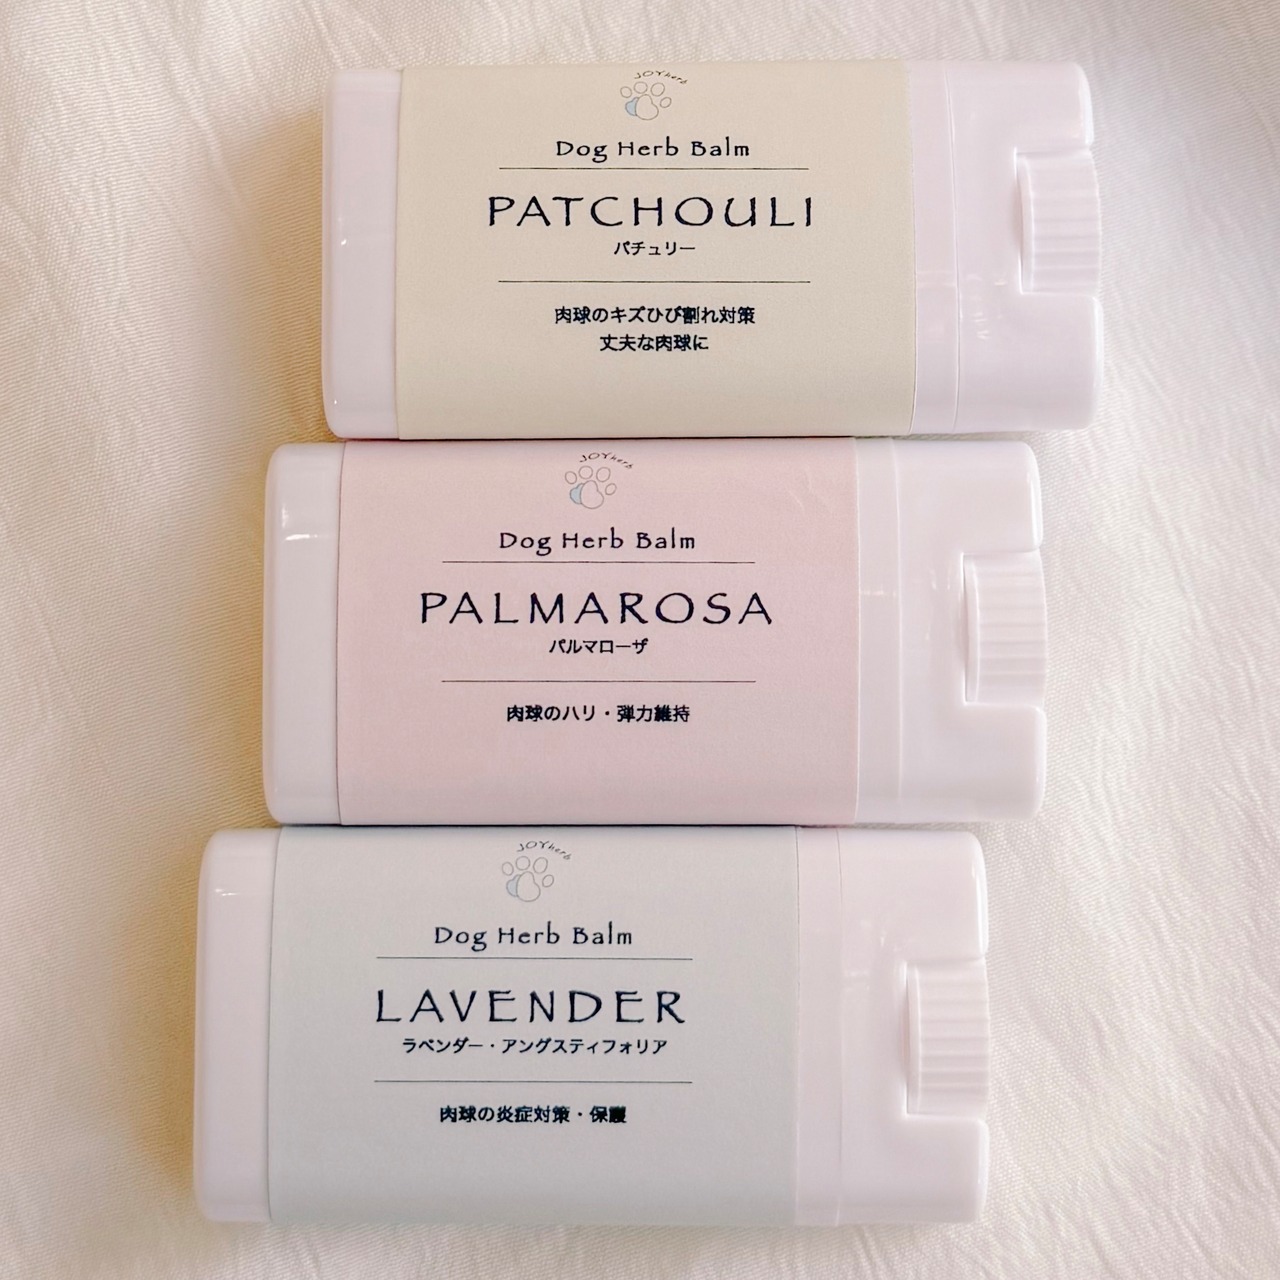 JOYherb
Dog Herb Balm
PATCHOULI
パチュリー
肉球のキズひび割れ対策
丈夫な肉球に
JOYherb
Dog Herb Balm
PALMAROSA
パルマローザ
肉球のハリ・弾力維持
JOYherb
Dog Herb Balm
LAVENDER
ラベンダー・アングスティフォリア
肉球の炎症対策・保護